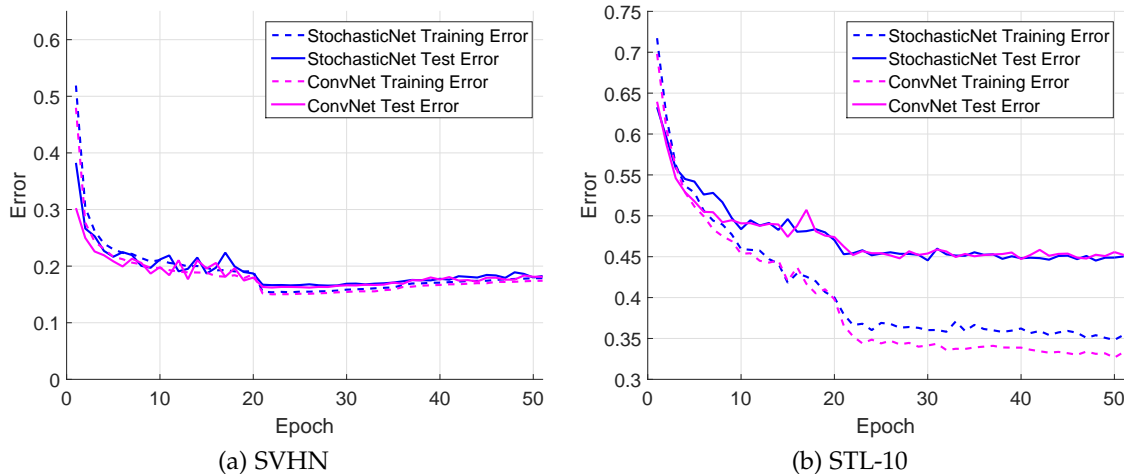 0.6
0.5
0.4
0.3
0.2
0.1
0
0 10 20 30 40 50
Error
Epoch
StochasticNet Training Error
StochasticNet Test Error
ConvNet Training Error
ConvNet Test Error
(a) SVHN
0.75
0.7
0.65
0.6
0.55
0.5
0.45
0.4
0.35
0.3
0 10 20 30 40 50
Error
Epoch
StochasticNet Training Error
StochasticNet Test Error
ConvNet Training Error
ConvNet Test Error
(b) STL-10